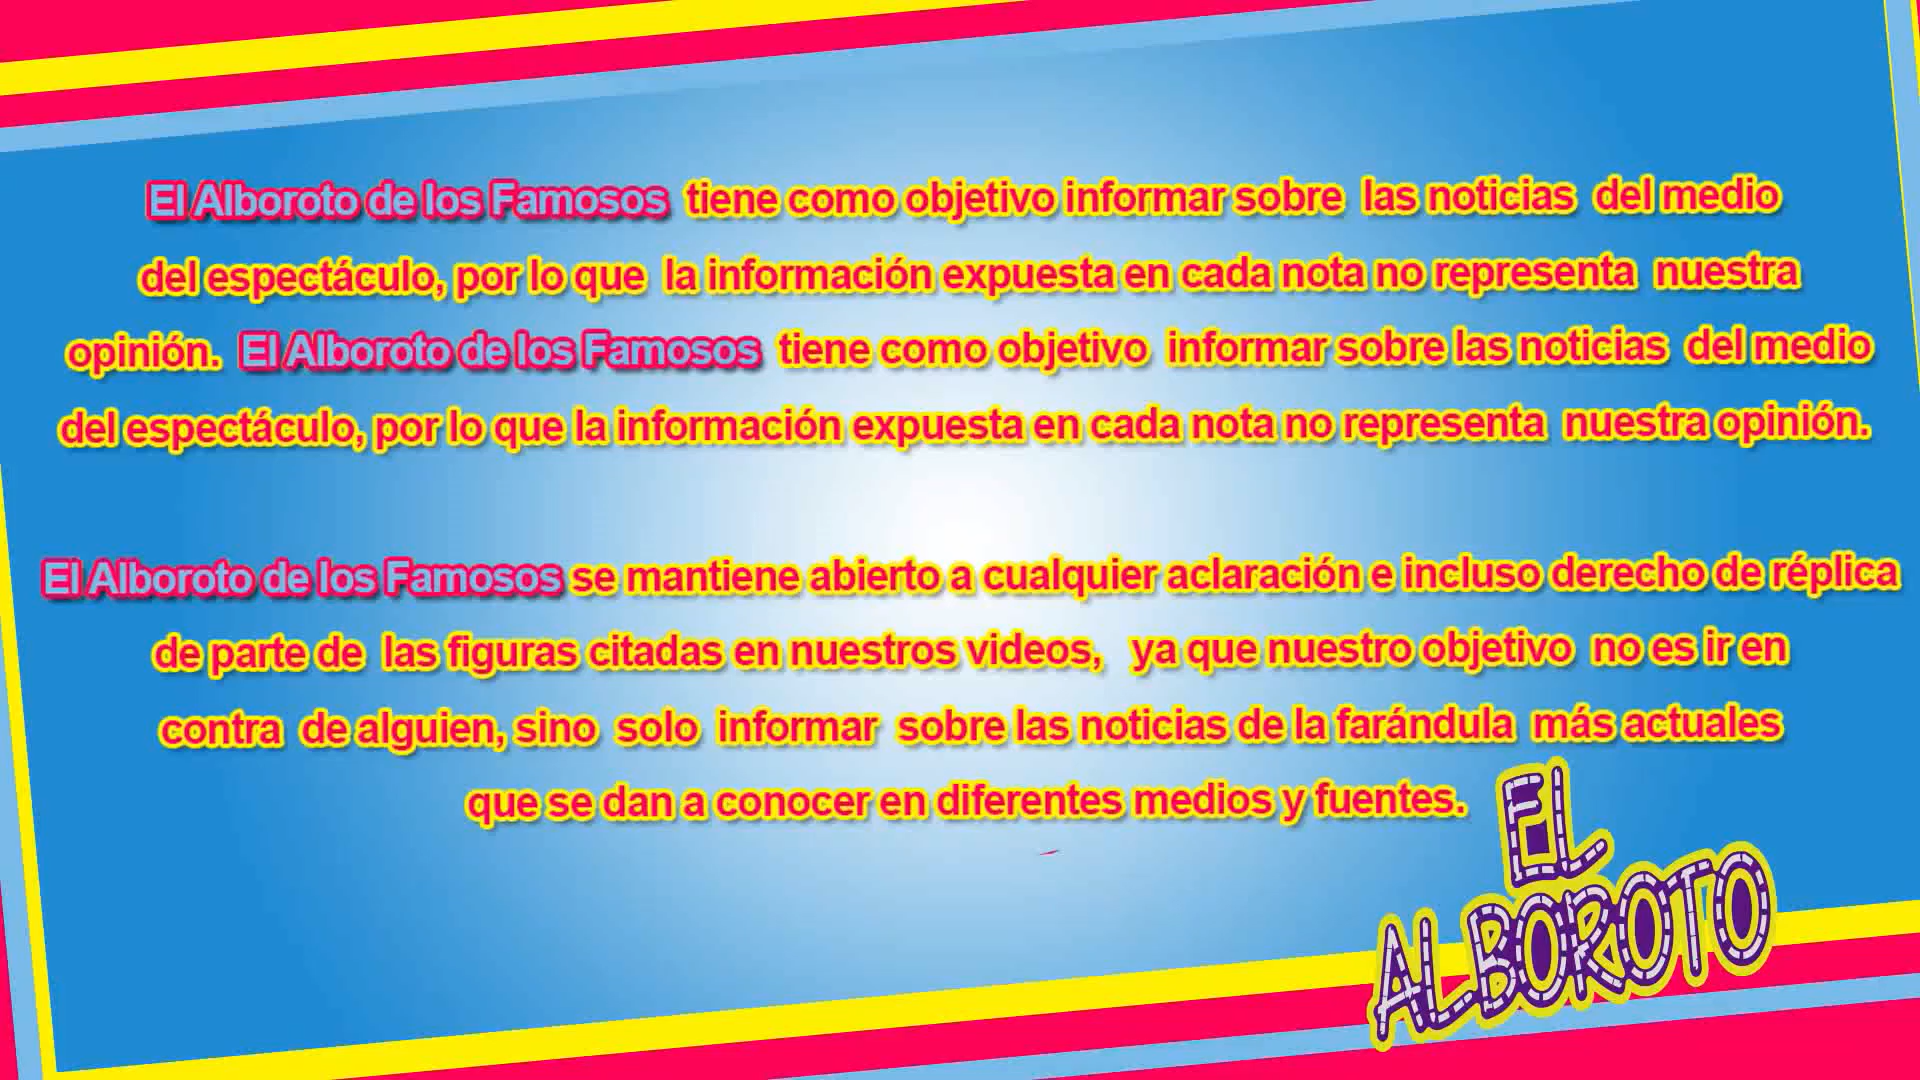 El Alboroto de los Famosos tiene como objetivo informar sobre las noticias del medio
del espectáculo, por lo que la información expuesta en cada nota no representa nuestra
opinión. El Alboroto de los Famosos tiene como objetivo informar sobre las noticias del medio
del espectáculo, por lo que la información expuesta en cada nota no representa nuestra opinión.
El Alboroto de los Famosos se mantiene abierto a cualquier aclaración e incluso derecho de réplica
de parte de las figuras citadas en nuestros videos, ya que nuestro objetivo no es ir en
contra de alguien, sino solo informar sobre las noticias de la farándula más actuales
que se dan a conocer en diferentes medios y fuentes.
EL
ALBOROTO